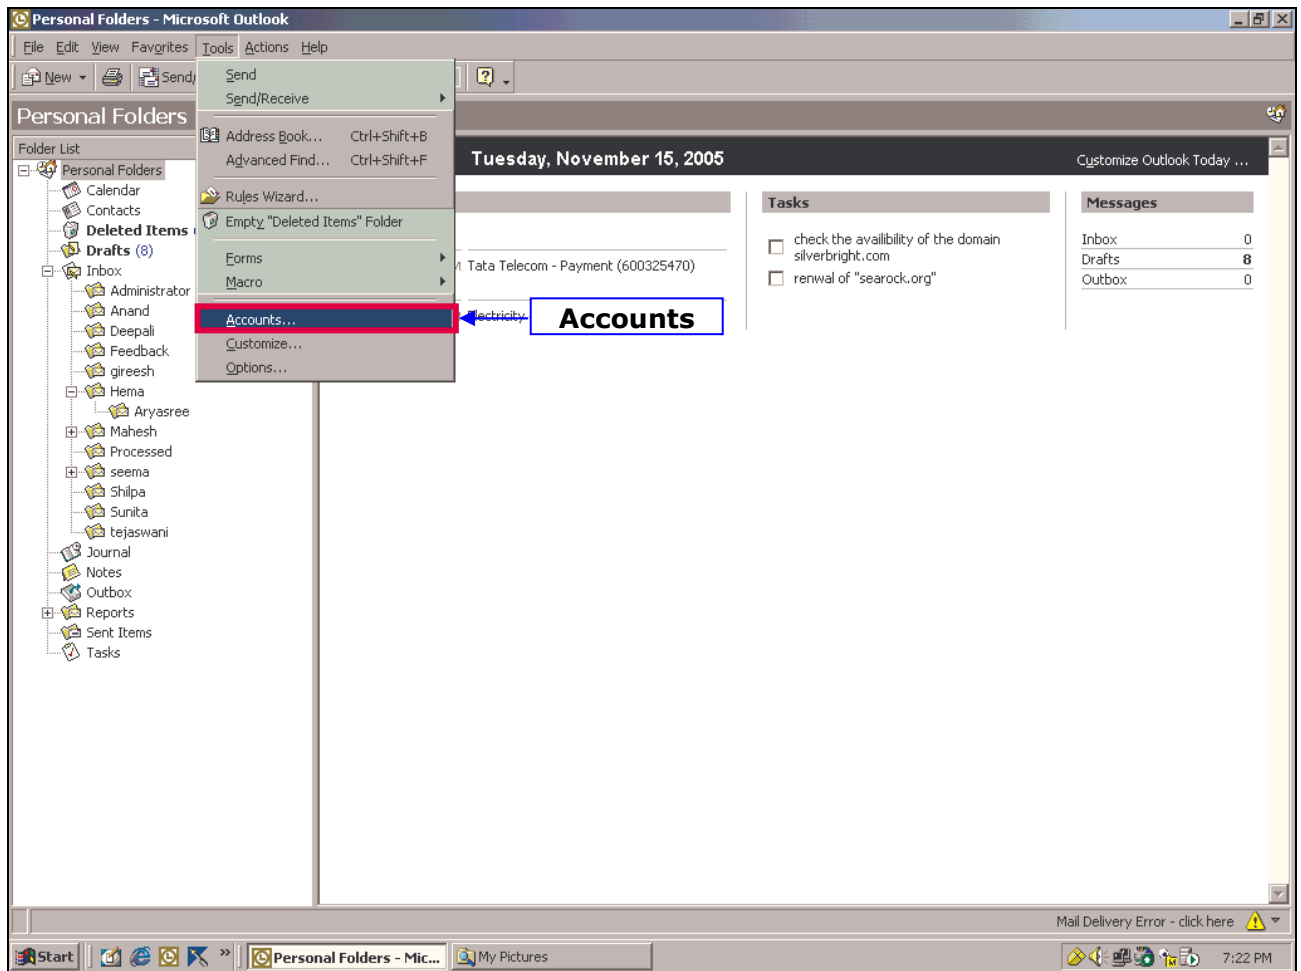 Personal Folders - Microsoft Outlook
File Edit View Favorites Tools Actions Help
New Send/
Send
Send/Receive
Address Book... Ctrl+Shift+B
Advanced Find... Ctrl+Shift+F
Rules Wizard...
Empty "Deleted Items" Folder
Forms
Macro
Accounts...
Customize...
Options...
Accounts
Personal Folders
Folder List
Personal Folders
Calendar
Contacts
Deleted Items
Drafts (8)
Inbox
Administrator
Anand
Deepali
Feedback
gireesh
Hema
Aryasree
Mahesh
Processed
seema
Shilpa
Sunita
tejaswani
Journal
Notes
Outbox
Reports
Sent Items
Tasks
Tuesday, November 15, 2005
Customize Outlook Today ...
Tata Telecom - Payment (600325470)
Electricity
Tasks
check the availibility of the domain
silverbright.com
renwal of "searock.org"
Messages
Inbox 0
Drafts 8
Outbox 0
Mail Delivery Error - click here
Start » Personal Folders - Mic... My Pictures 7:22 PM